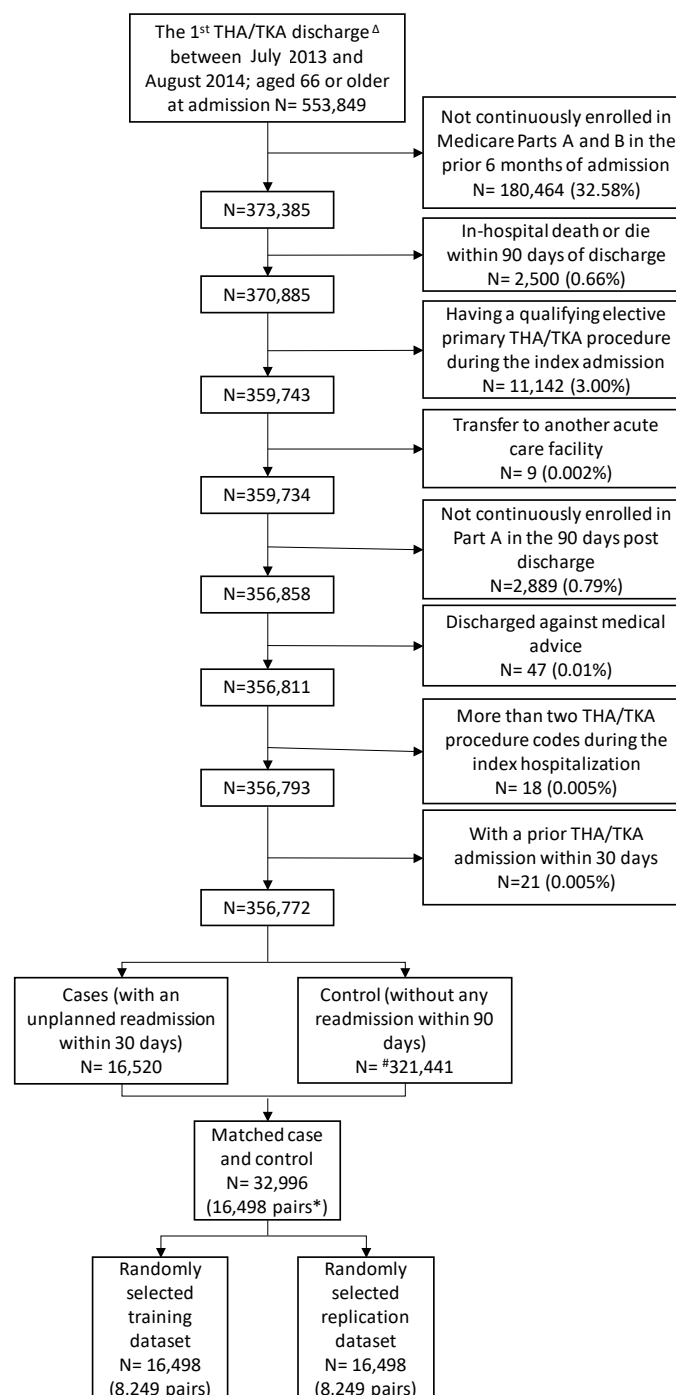 The 1st THA/TKA discharge Δ
between July 2013 and
August 2014; aged 66 or older
at admission N= 553,849
Not continuously enrolled in
Medicare Parts A and B in the
prior 6 months of admission
N= 180,464 (32.58%)
N=373,385
In-hospital death or die
within 90 days of discharge
N= 2,500 (0.66%)
N=370,885
Having a qualifying elective
primary THA/TKA procedure
during the index admission
N= 11,142 (3.00%)
N=359,743
Transfer to another acute
care facility
N= 9 (0.002%)
N=359,734
Not continuously enrolled in
Part A in the 90 days post
discharge
N=2,889 (0.79%)
N=356,858
Discharged against medical
advice
N= 47 (0.01%)
N=356,811
More than two THA/TKA
procedure codes during the
index hospitalization
N= 18 (0.005%)
N=356,793
With a prior THA/TKA
admission within 30 days
N=21 (0.005%)
N=356,772
Cases (with an
unplanned readmission
within 30 days)
N= 16,520
Control (without any
readmission within 90
days)
N= #321,441
Matched case
and control
N= 32,996
(16,498 pairs*)
Randomly
selected
training
dataset
N= 16,498
(8,249 pairs)
Randomly
selected
replication
dataset
N= 16,498
(8,249 pairs)